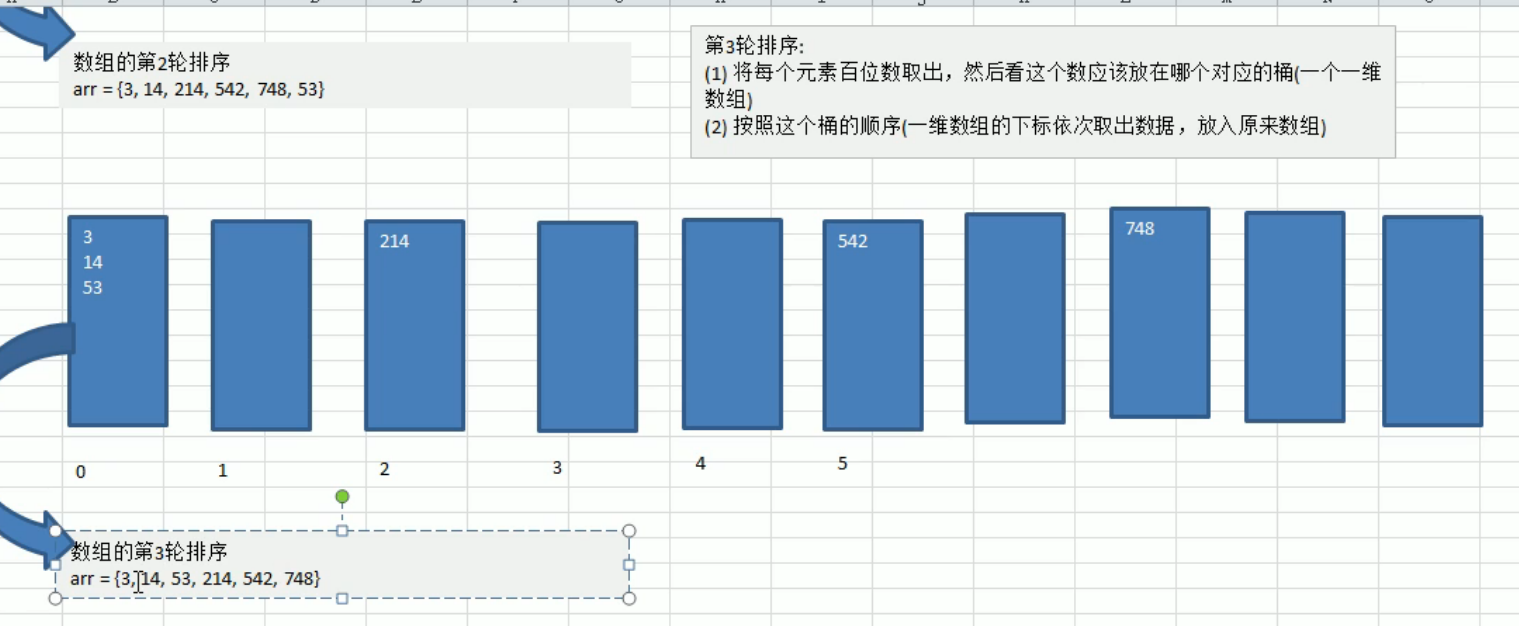 数组的第2轮排序
arr = {3, 14, 214, 542, 748, 53}
第3轮排序:
(1) 将每个元素百位数取出，然后看这个数应该放在哪个对应的桶(一个一维
数组)
(2) 按照这个桶的顺序(一维数组的下标依次取出数据，放入原来数组)
3
14
53
214
542
748
0
1
2
3
4
5
数组的第3轮排序
arr = {3, 14, 53, 214, 542, 748}